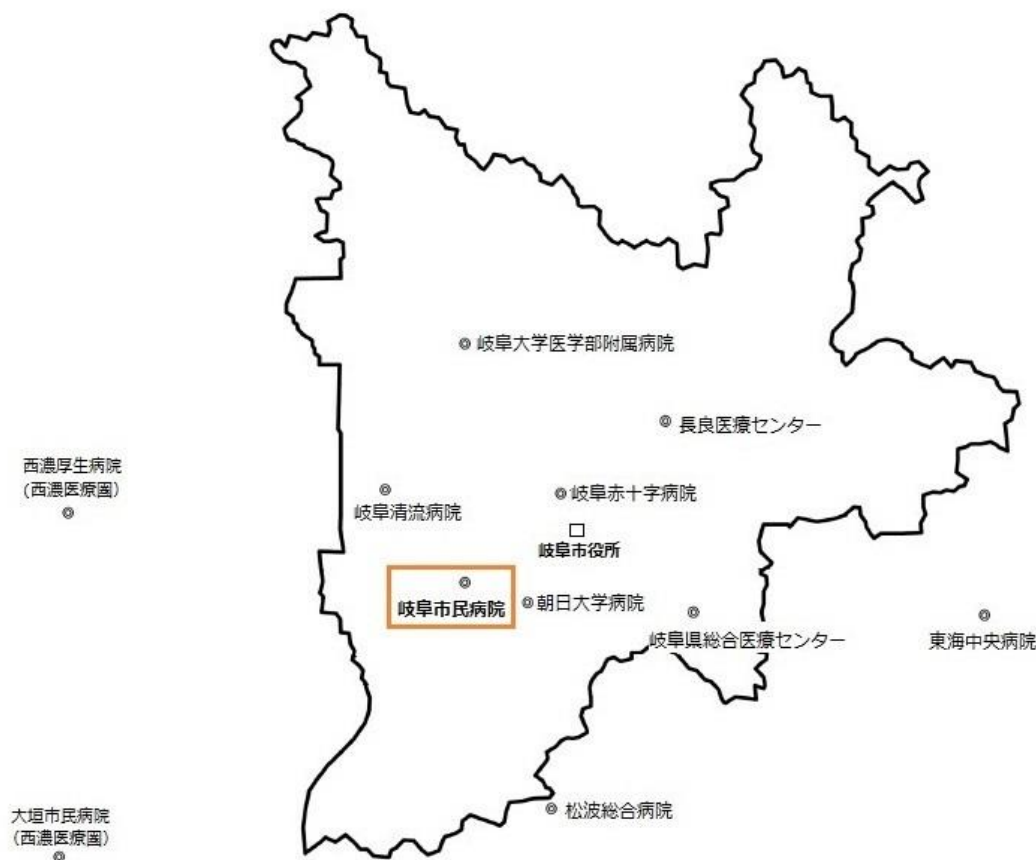 岐阜大学医学部附属病院
長良医療センター
西濃厚生病院
(西濃医療圏)
岐阜清流病院
岐阜赤十字病院
岐阜市役所
岐阜市民病院
朝日大学病院
岐阜県総合医療センター
東海中央病院
大垣市民病院
(西濃医療圏)
松波総合病院